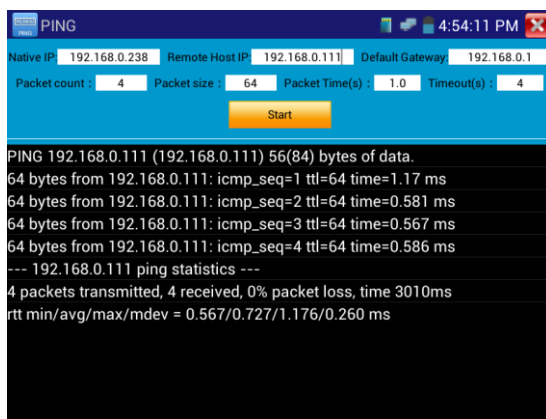 PING 4:54:11 PM
Native IP: 192.168.0.238 Remote Host IP: 192.168.0.111 Default Gateway: 192.168.0.1
Packet count : 4 Packet size : 64 Packet Time(s) : 1.0 Timeout(s) : 4
Start
PING 192.168.0.111 (192.168.0.111) 56(84) bytes of data.
64 bytes from 192.168.0.111: icmp_seq=1 ttl=64 time=1.17 ms
64 bytes from 192.168.0.111: icmp_seq=2 ttl=64 time=0.581 ms
64 bytes from 192.168.0.111: icmp_seq=3 ttl=64 time=0.567 ms
64 bytes from 192.168.0.111: icmp_seq=4 ttl=64 time=0.586 ms
--- 192.168.0.111 ping statistics ---
4 packets transmitted, 4 received, 0% packet loss, time 3010ms
rtt min/avg/max/mdev = 0.567/0.727/1.176/0.260 ms